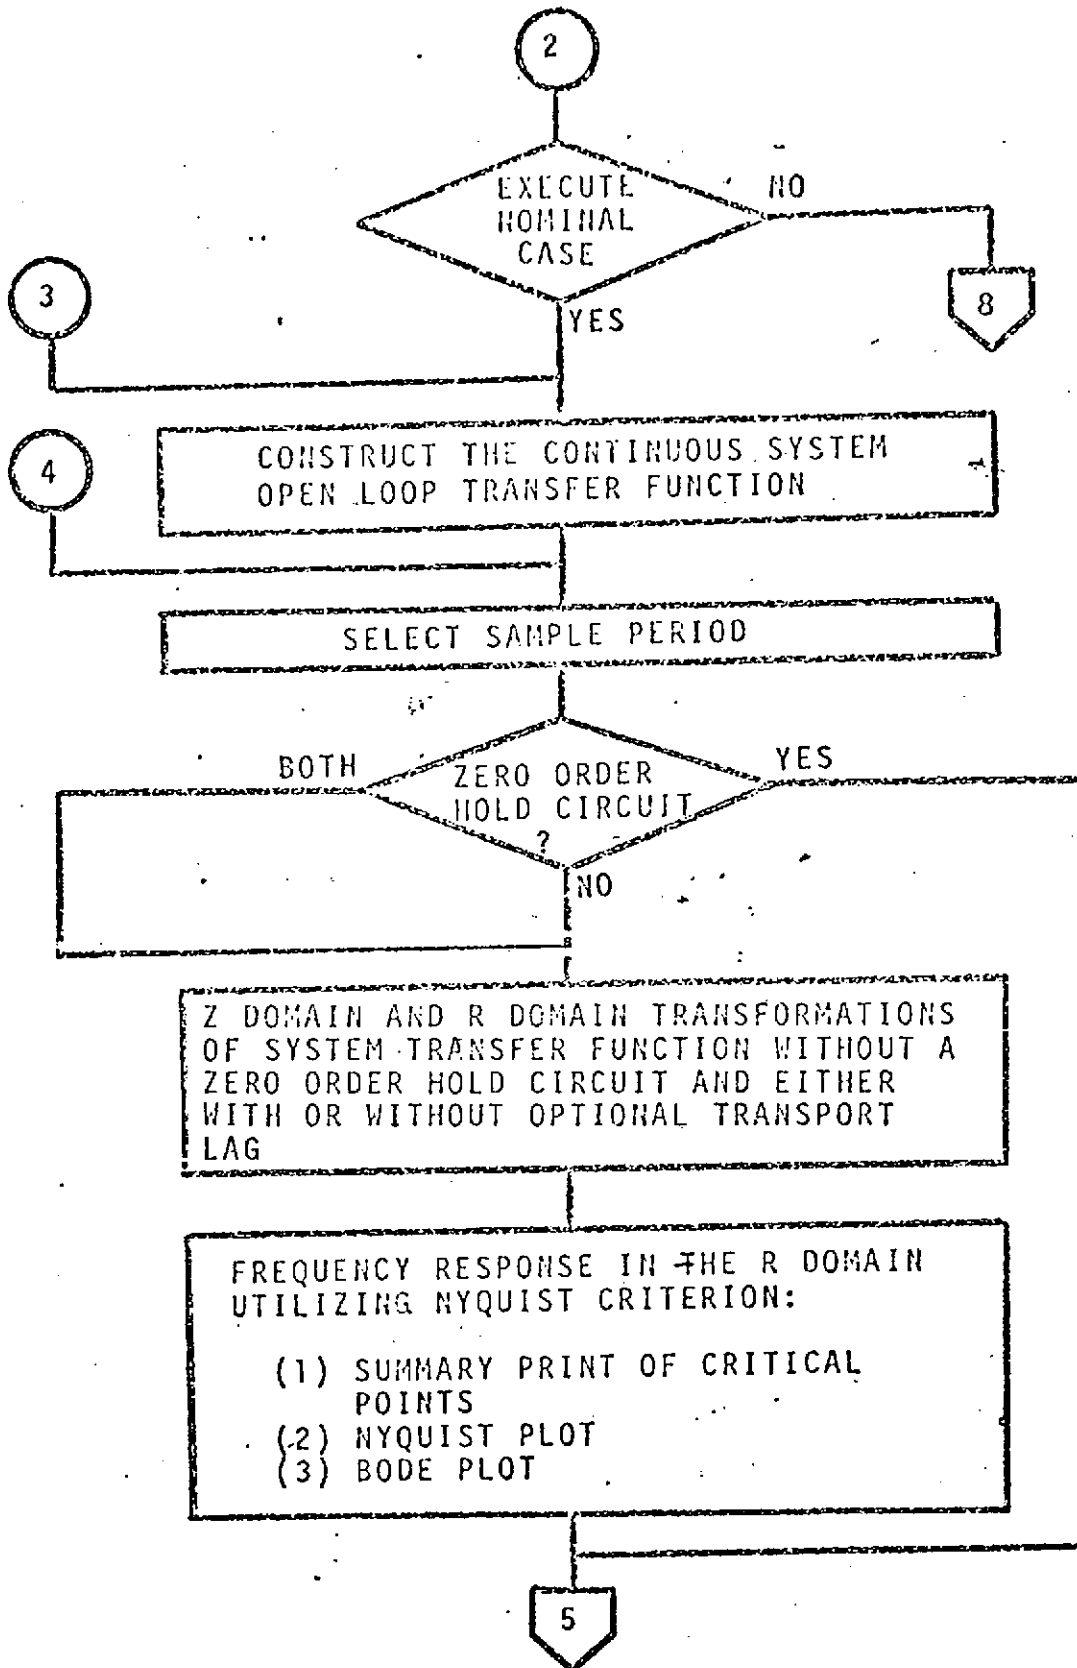 2
EXECUTE
NOMINAL
CASE
NO
3
YES
8
4
CONSTRUCT THE CONTINUOUS SYSTEM
OPEN LOOP TRANSFER FUNCTION
SELECT SAMPLE PERIOD
BOTH
ZERO ORDER
HOLD CIRCUIT
?
YES
NO
Z DOMAIN AND R DOMAIN TRANSFORMATIONS
OF SYSTEM TRANSFER FUNCTION WITHOUT A
ZERO ORDER HOLD CIRCUIT AND EITHER
WITH OR WITHOUT OPTIONAL TRANSPORT
LAG
FREQUENCY RESPONSE IN THE R DOMAIN
UTILIZING NYQUIST CRITERION:
(1) SUMMARY PRINT OF CRITICAL
POINTS
(2) NYQUIST PLOT
(3) BODE PLOT
5